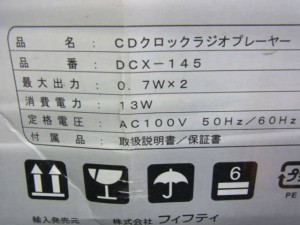 品名: CDクロックラジオプレーヤー
品番: DCX-145
最大出力: 0.7W×2
消費電力: 13W
定格電圧: AC100V 50Hz/60Hz
付属品: 取扱説明書/保証書
6
PE
輸入発売元 株式会社 フィフティ